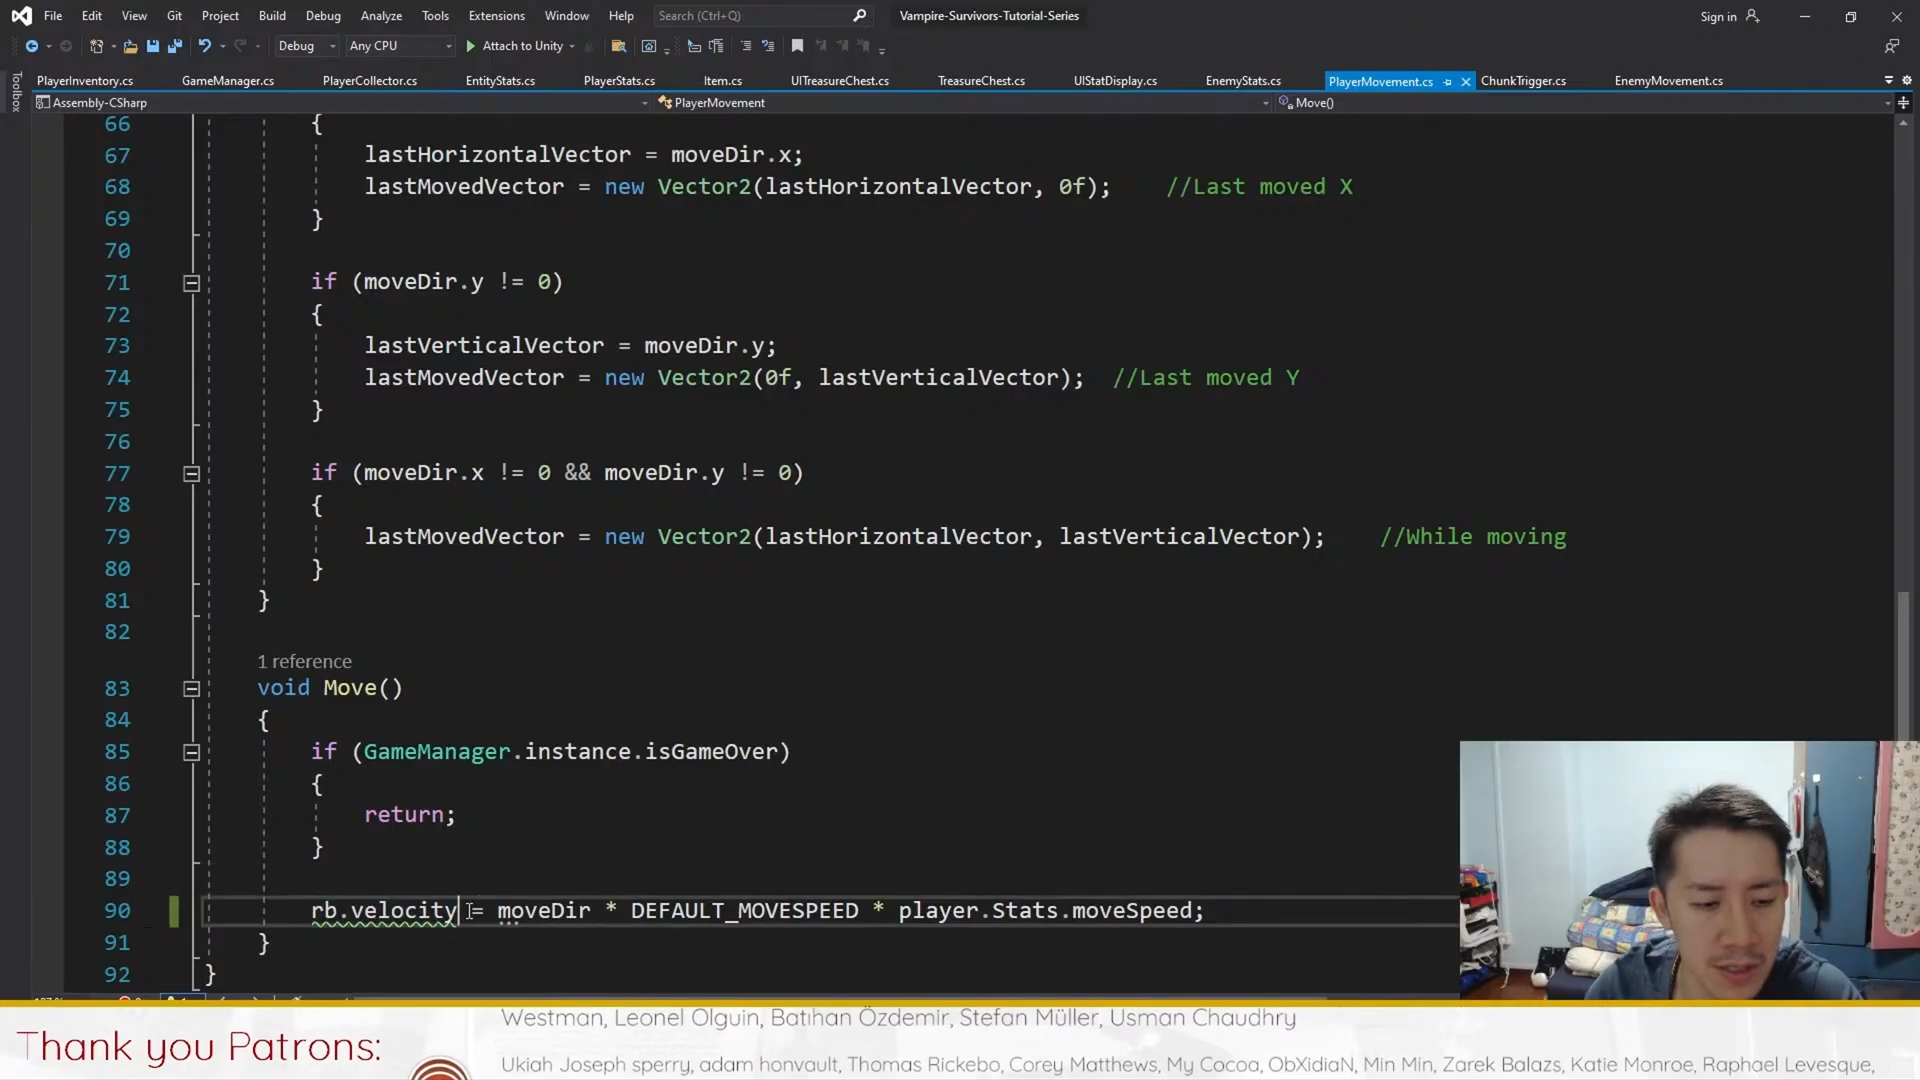 File Edit View Git Project Build Debug Analyze Tools Extensions Window Help Search (Ctrl+Q) Vampire-Survivors-Tutorial-Series Sign in
Debug Any CPU Attach to Unity
Toolbox
PlayerInventory.cs GameManager.cs PlayerCollector.cs EntityStats.cs PlayerStats.cs Item.cs UITreasureChest.cs TreasureChest.cs UIStatDisplay.cs EnemyStats.cs PlayerMovement.cs ChunkTrigger.cs EnemyMovement.cs
Assembly-CSharp PlayerMovement Move()
66 {
67 lastHorizontalVector = moveDir.x;
68 lastMovedVector = new Vector2(lastHorizontalVector, 0f); //Last moved X
69 }
70
71 if (moveDir.y != 0)
72 {
73 lastVerticalVector = moveDir.y;
74 lastMovedVector = new Vector2(0f, lastVerticalVector); //Last moved Y
75 }
76
77 if (moveDir.x != 0 && moveDir.y != 0)
78 {
79 lastMovedVector = new Vector2(lastHorizontalVector, lastVerticalVector); //While moving
80 }
81 }
82
1 reference
83 void Move()
84 {
85 if (GameManager.instance.isGameOver)
86 {
87 return;
88 }
89
90 rb.velocity = moveDir * DEFAULT_MOVESPEED * player.Stats.moveSpeed;
91 }
92 }
Thank you Patrons:
Westman, Leonel Olguin, Batıhan Özdemir, Stefan Müller, Usman Chaudhry
Ukiah Joseph sperry, adam honvault, Thomas Rickebo, Corey Matthews, My Cocoa, ObXidiaN, Min Min, Zarek Balazs, Katie Monroe, Raphael Levesque,